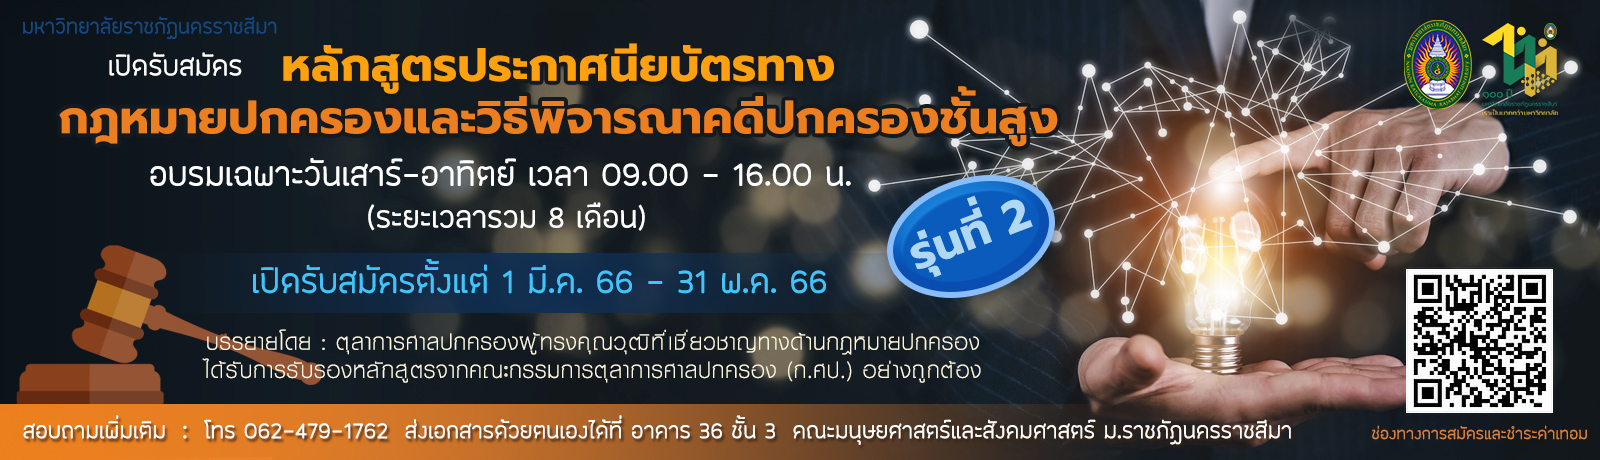 มหาวิทยาลัยราชภัฏนครราชสีมา
เปิดรับสมัคร หลักสูตรประกาศนียบัตรทาง
กฎหมายปกครองและวิธีพิจารณาคดีปกครองชั้นสูง
อบรมเฉพาะวันเสาร์-อาทิตย์ เวลา 09.00 - 16.00 น.
(ระยะเวลารวม 8 เดือน)
รุ่นที่ 2
เปิดรับสมัครตั้งแต่ 1 มี.ค. 66 - 31 พ.ค. 66
บรรยายโดย : ตุลาการศาลปกครองผู้ทรงคุณวุฒิที่เชี่ยวชาญทางด้านกฎหมายปกครอง
ได้รับการรับรองหลักสูตรจากคณะกรรมการตุลาการศาลปกครอง (ก.ศป.) อย่างถูกต้อง
สอบถามเพิ่มเติม : โทร 062-479-1762 ส่งเอกสารด้วยตนเองได้ที่ อาคาร 36 ชั้น 3 คณะมนุษยศาสตร์และสังคมศาสตร์ ม.ราชภัฏนครราชสีมา
ช่องทางการสมัครและชำระค่าเทอม